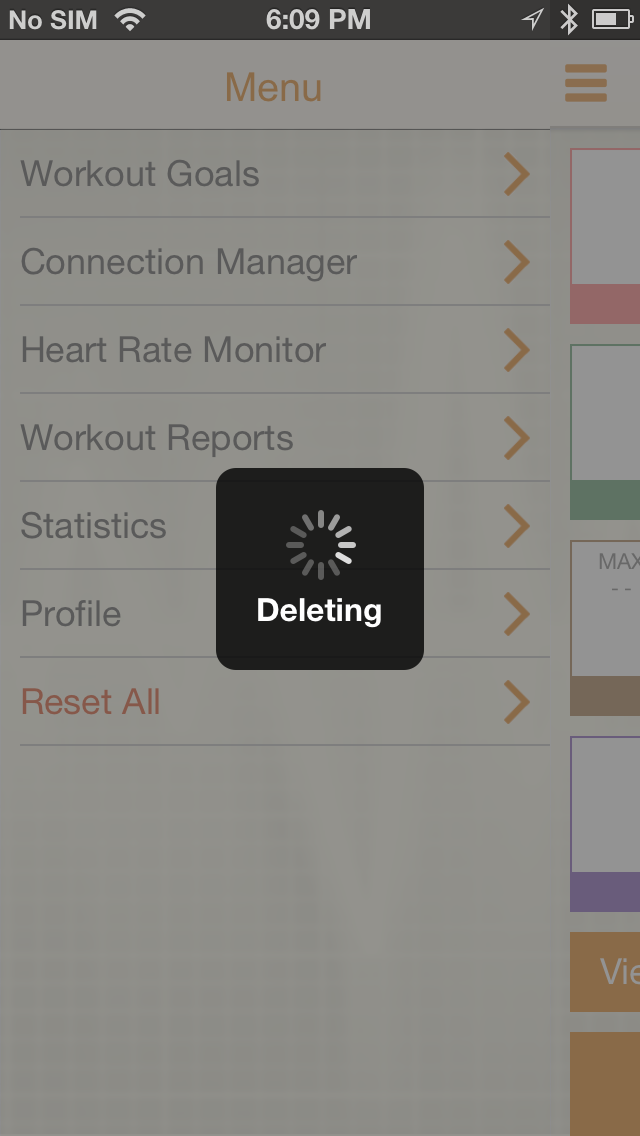 No SIM 6:09 PM
Menu
Workout Goals
Connection Manager
Heart Rate Monitor
Workout Reports
Statistics
MAX
- -
Deleting
Profile
Reset All
Vie